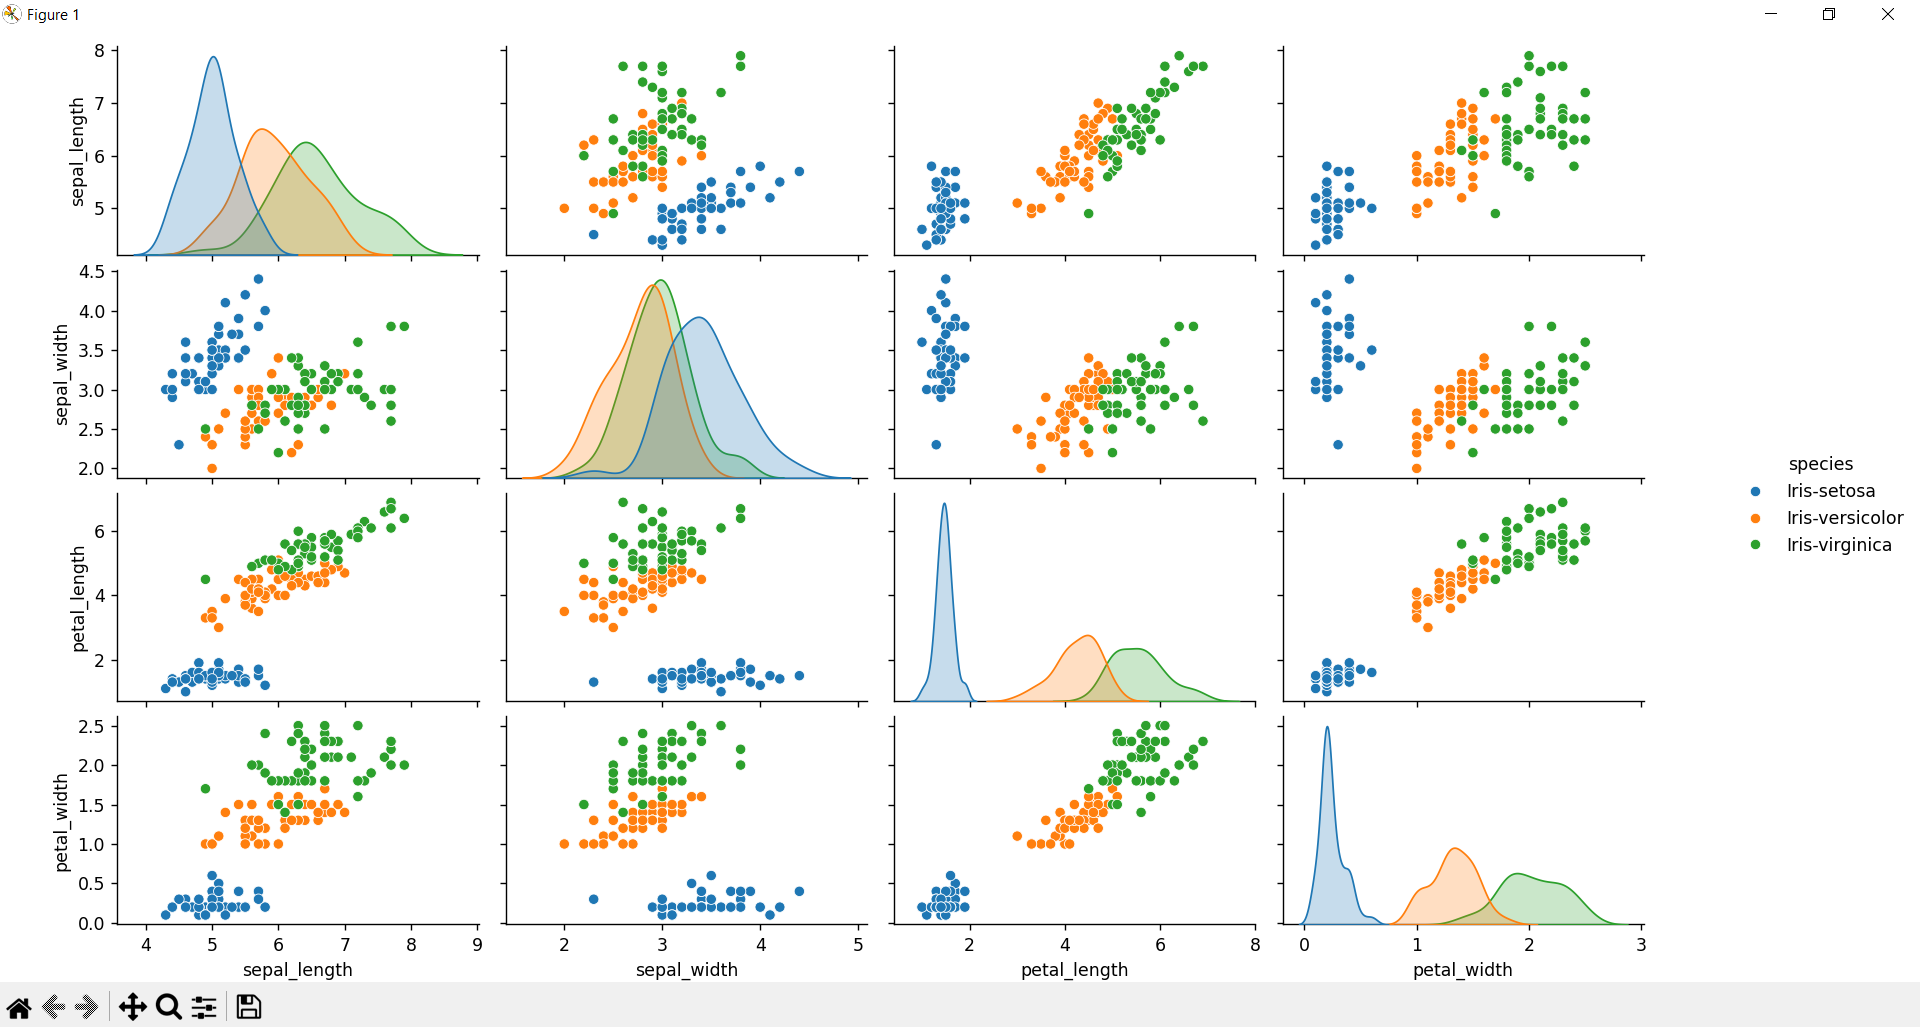 Figure 1
8
7
6
5
sepal_length
4.5
4.0
3.5
3.0
2.5
2.0
sepal_width
6
4
2
petal_length
2.5
2.0
1.5
1.0
0.5
0.0
petal_width
4 5 6 7 8 9
sepal_length
2 3 4 5
sepal_width
2 4 6 8
petal_length
0 1 2 3
petal_width
species
Iris-setosa
Iris-versicolor
Iris-virginica